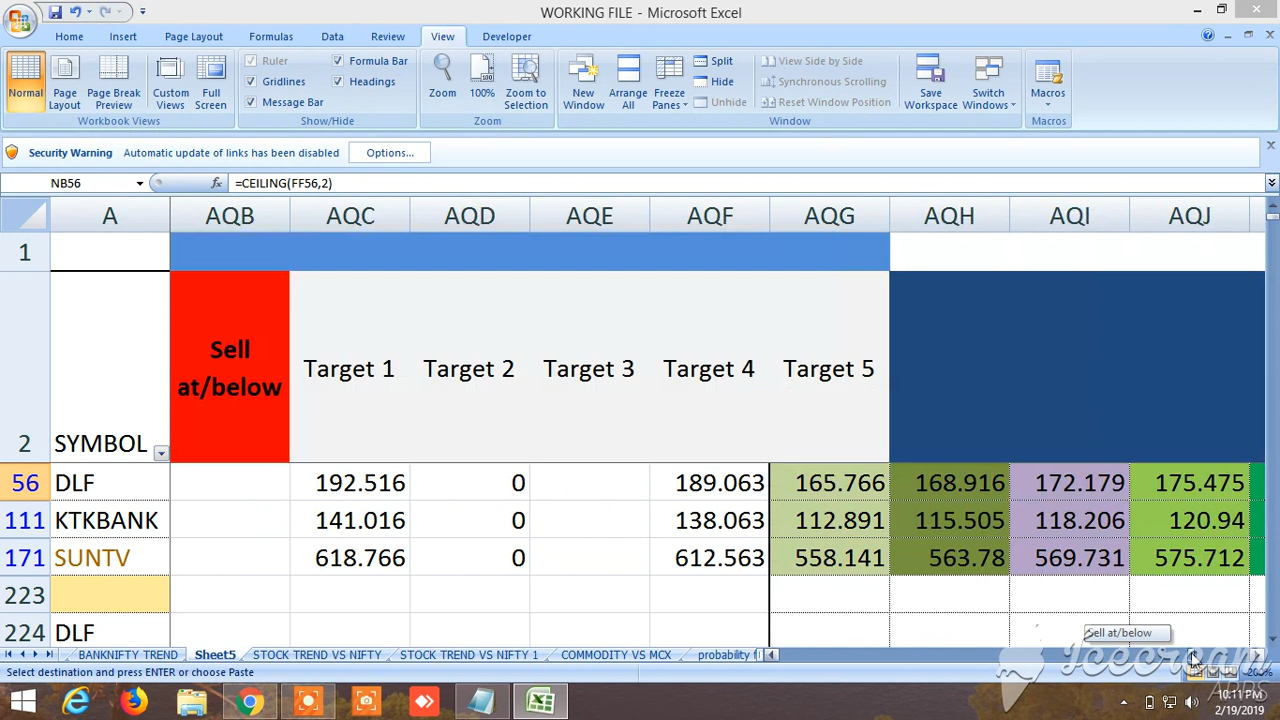 WORKING FILE - Microsoft Excel
Home Insert Page Layout Formulas Data Review View Developer
Normal Page Layout Page Break Preview Custom Views Full Screen
Workbook Views
Ruler Formula Bar
Gridlines Headings
Message Bar
Show/Hide
Zoom 100% Zoom to Selection
Zoom
New Window Arrange All Freeze Panes
Split View Side by Side
Hide Synchronous Scrolling
Unhide Reset Window Position
Save Workspace Switch Windows
Window
Macros
Macros
Security Warning Automatic update of links has been disabled Options...
NB56 fx =CEILING(FF56,2)
A AQB AQC AQD AQE AQF AQG AQH AQI AQJ
1
2 SYMBOL Sell at/below Target 1 Target 2 Target 3 Target 4 Target 5
56 DLF 192.516 0 189.063 165.766 168.916 172.179 175.475
111 KTKBANK 141.016 0 138.063 112.891 115.505 118.206 120.94
171 SUNTV 618.766 0 612.563 558.141 563.78 569.731 575.712
223
224 DLF
Sell at/below
BANKNIFTY TREND Sheet5 STOCK TREND VS NIFTY STOCK TREND VS NIFTY 1 COMMODITY VS MCX probability f
Select destination and press ENTER or choose Paste 200%
Icecream
APPS
10:11 PM
2/19/2019